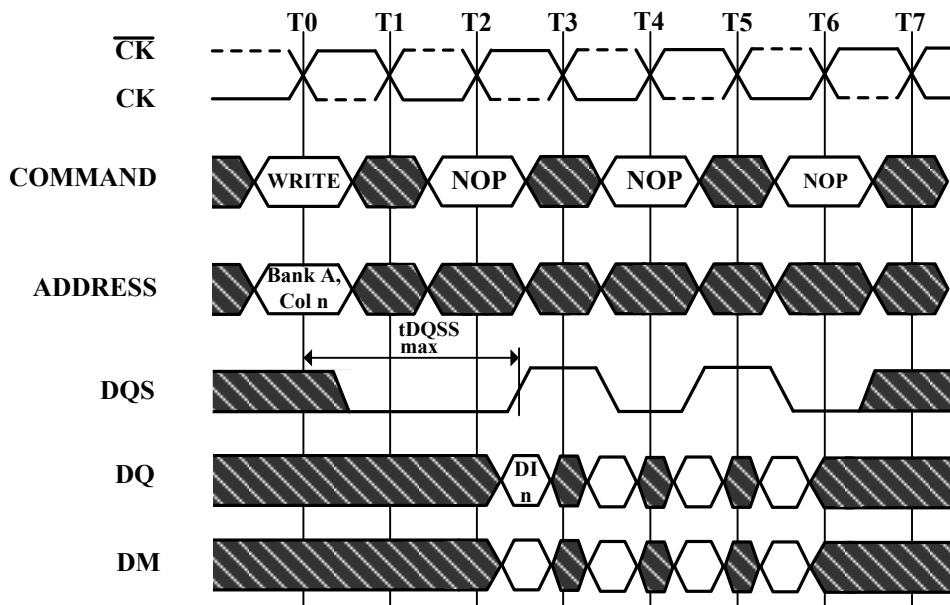 T0 T1 T2 T3 T4 T5 T6 T7
CK
CK
COMMAND
WRITE NOP NOP NOP
ADDRESS
Bank A,
Col n
tDQSS
max
DQS
DQ
DI
n
DM